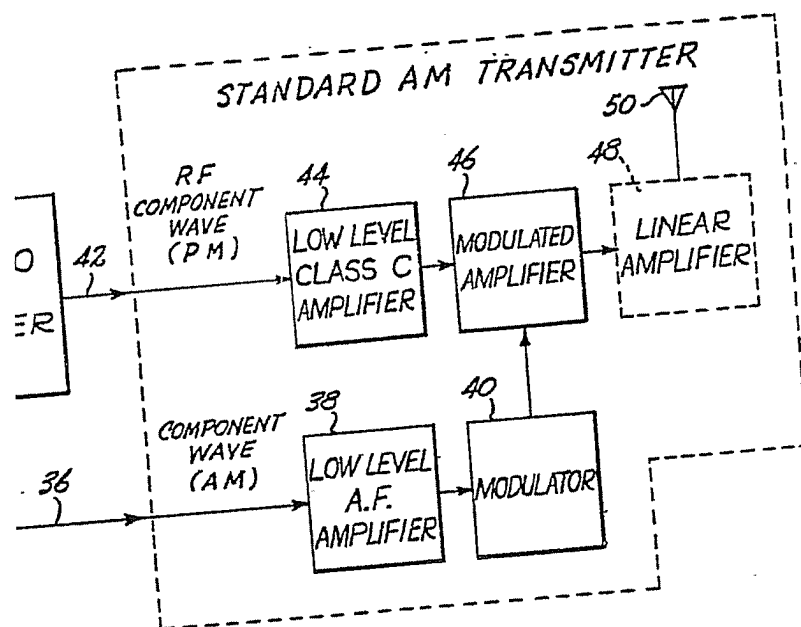 STANDARD AM TRANSMITTER
50
RF
COMPONENT
WAVE
(PM)
44
46
48
42
LOW LEVEL
CLASS C
AMPLIFIER
MODULATED
AMPLIFIER
LINEAR
AMPLIFIER
O
ER
COMPONENT
WAVE
(AM)
38
40
36
LOW LEVEL
A.F.
AMPLIFIER
MODULATOR